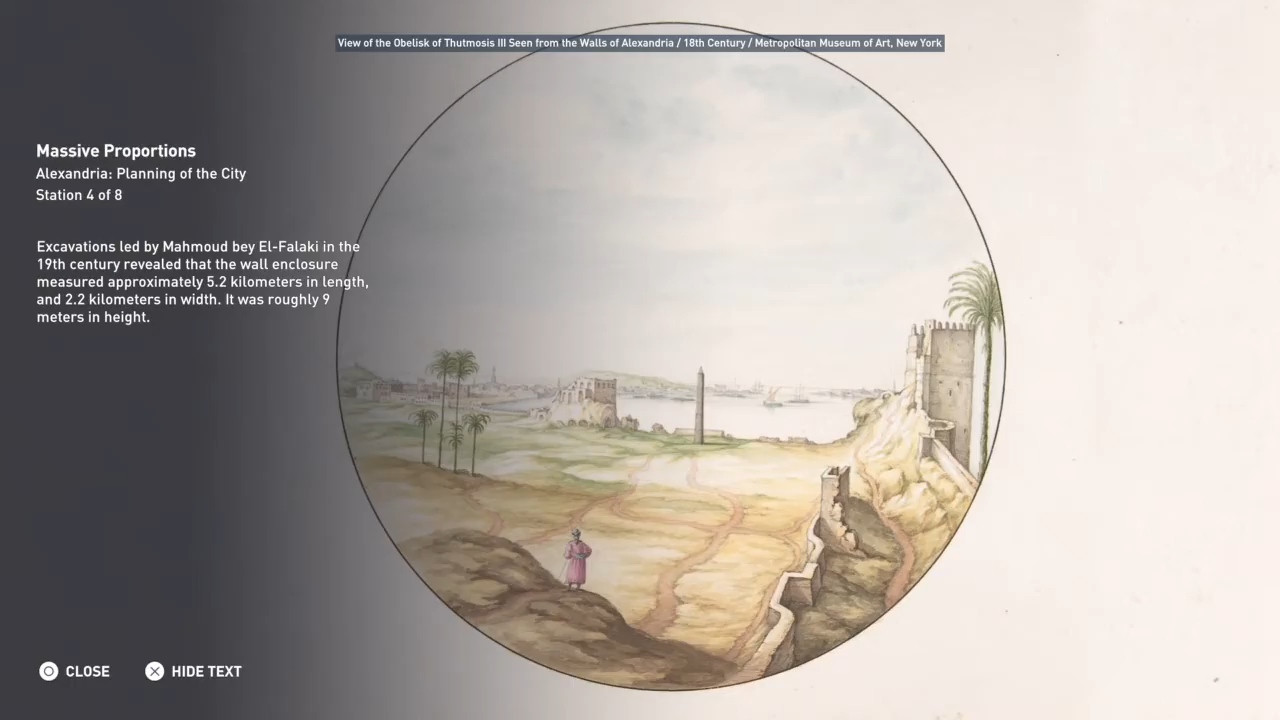 View of the Obelisk of Thutmosis III Seen from the Walls of Alexandria / 18th Century / Metropolitan Museum of Art, New York
Massive Proportions
Alexandria: Planning of the City
Station 4 of 8
Excavations led by Mahmoud bey El-Falaki in the
19th century revealed that the wall enclosure
measured approximately 5.2 kilometers in length,
and 2.2 kilometers in width. It was roughly 9
meters in height.
CLOSE
HIDE TEXT